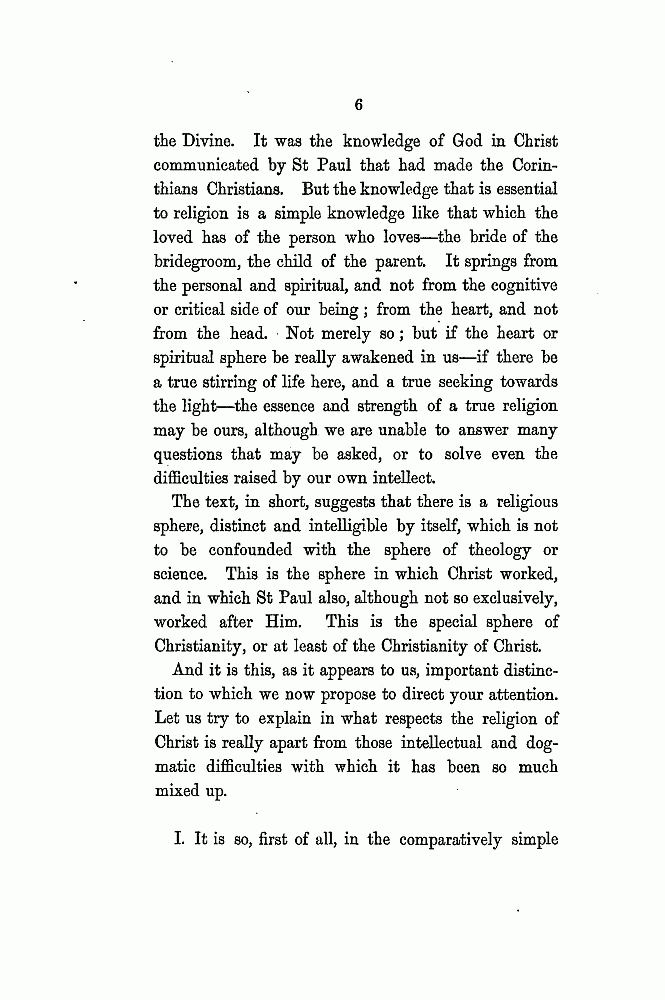 6
the Divine. It was the knowledge of God in Christ
communicated by St Paul that had made the Corin-
thians Christians. But the knowledge that is essential
to religion is a simple knowledge like that which the
loved has of the person who loves—the bride of the
bridegroom, the child of the parent. It springs from
the personal and spiritual, and not from the cognitive
or critical side of our being; from the heart, and not
from the head. Not merely so; but if the heart or
spiritual sphere be really awakened in us—if there be
a true stirring of life here, and a true seeking towards
the light—the essence and strength of a true religion
may be ours, although we are unable to answer many
questions that may be asked, or to solve even the
difficulties raised by our own intellect.
The text, in short, suggests that there is a religious
sphere, distinct and intelligible by itself, which is not
to be confounded with the sphere of theology or
science. This is the sphere in which Christ worked,
and in which St Paul also, although not so exclusively,
worked after Him. This is the special sphere of
Christianity, or at least of the Christianity of Christ.
And it is this, as it appears to us, important distinc-
tion to which we now propose to direct your attention.
Let us try to explain in what respects the religion of
Christ is really apart from those intellectual and dog-
matic difficulties with which it has been so much
mixed up.
I. It is so, first of all, in the comparatively simple